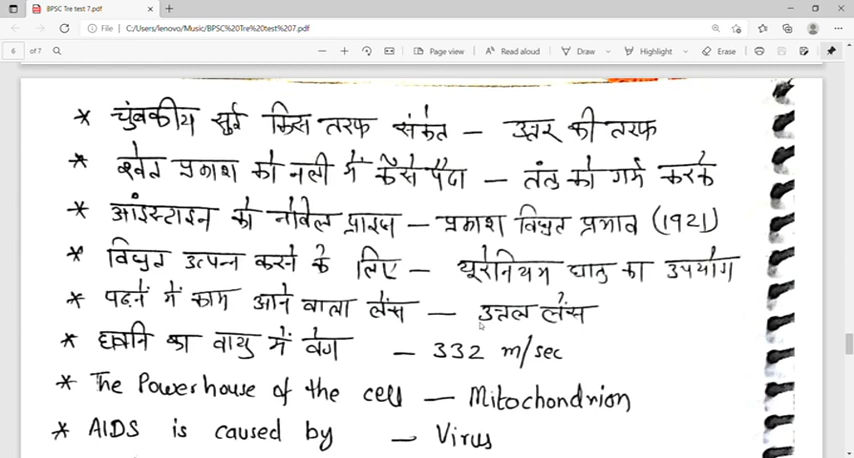 BPSC Tre test 7.pdf
File C:/Users/lenovo/Music/BPSC%20Tre%20test%207.pdf
6 of 7 Page view Read aloud Draw Highlight Erase
* चुंबकीय सुई किस तरफ संकेत — उत्तर की तरफ
* श्वेत प्रकाश को नली में कैसे पैदा — तंतु को गर्म करके
* आइंस्टाइन को नोवेल प्राइज — प्रकाश विधुत प्रभाव (1921)
* विधुत उत्पन्न करने के लिए — यूरेनियम धातु का उपयोग
* पढ़ने में काम आने वाला लेंस — उत्तल लेंस
* ध्वनि का वायु में वेग — 332 m/sec
* The Powerhouse of the cell — Mitochondrion
* AIDS is caused by — Virus